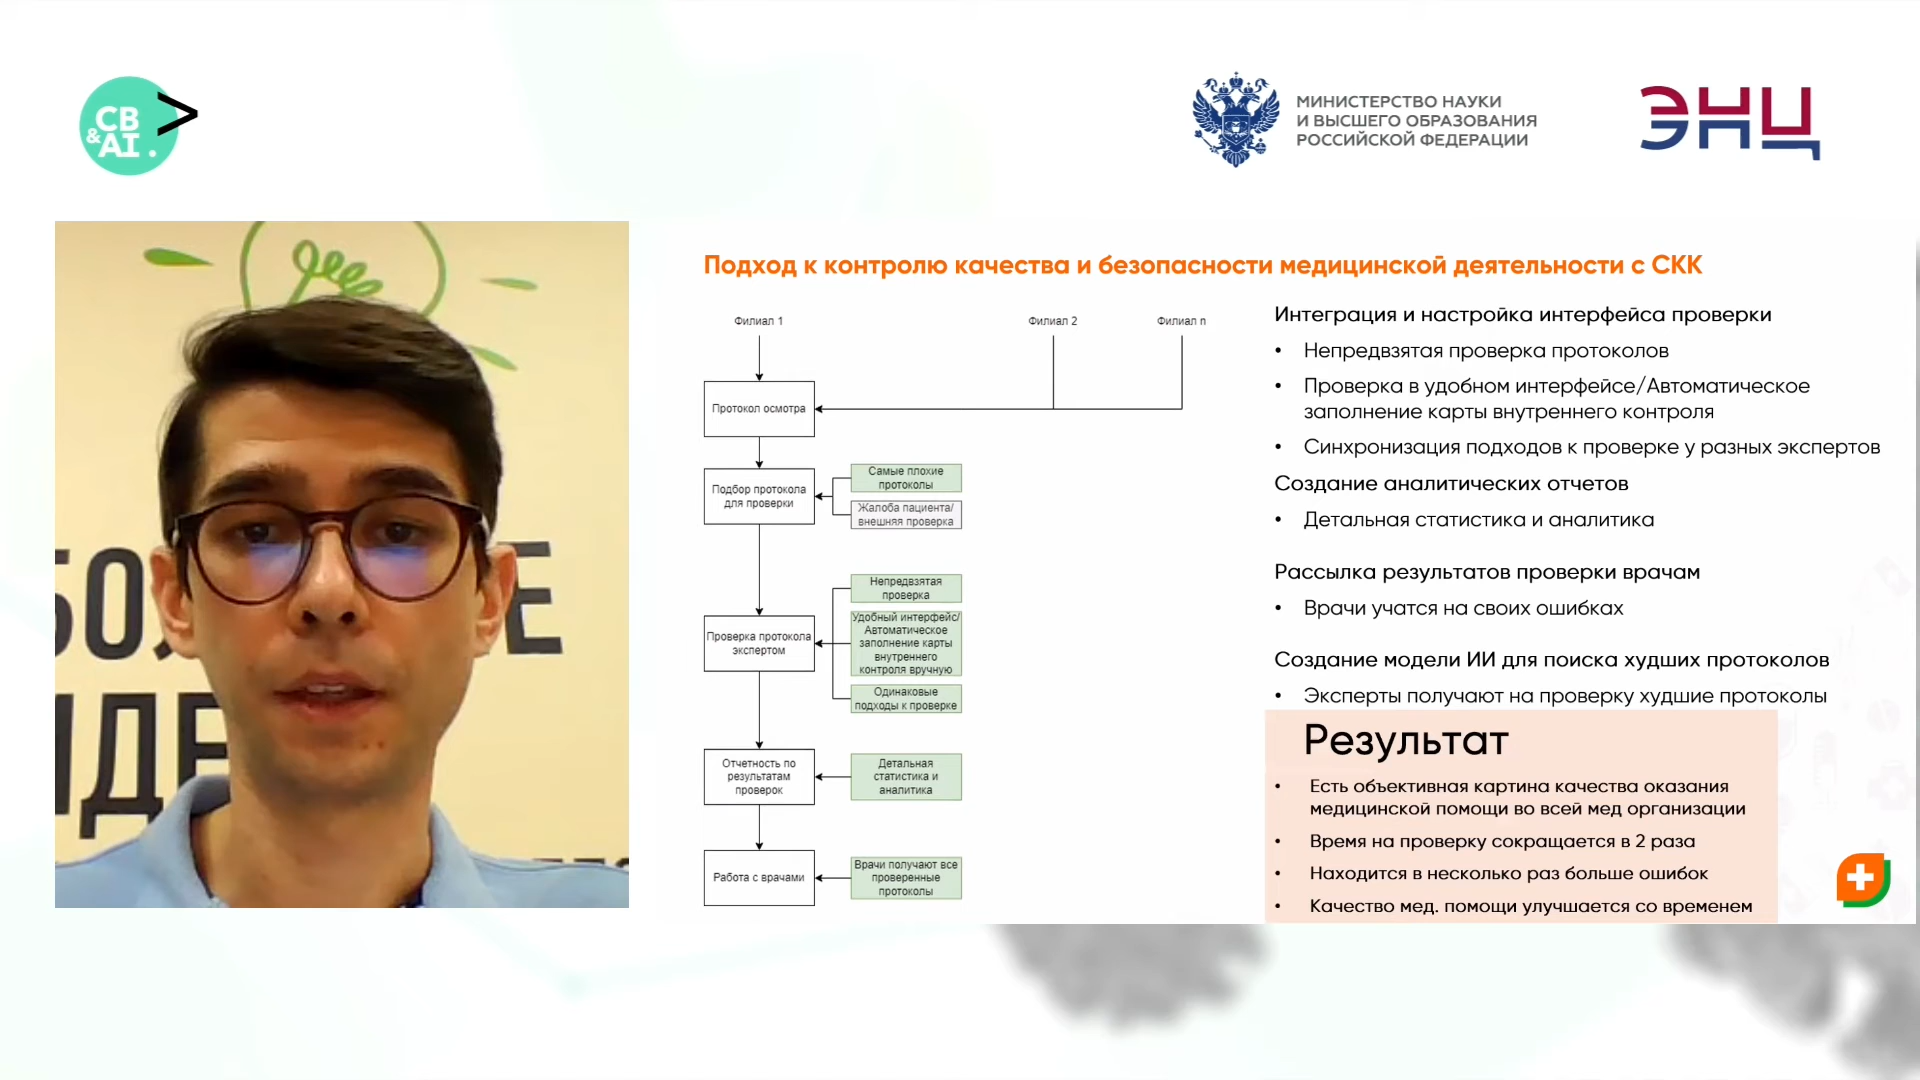 CB
&AI.
>
МИНИСТЕРСТВО НАУКИ
И ВЫСШЕГО ОБРАЗОВАНИЯ
РОССИЙСКОЙ ФЕДЕРАЦИИ
ЭНЦ
Подход к контролю качества и безопасности медицинской деятельности с СКК
Филиал 1
Филиал 2
Филиал n
Протокол осмотра
Подбор протокола
для проверки
Самые плохие
протоколы
Жалоба пациента/
внешняя проверка
Непредвзятая
проверка
Проверка протокола
экспертом
Удобный интерфейс/
Автоматическое
заполнение карты
внутреннего
контроля вручную
Одинаковые
подходы к проверке
Отчетность по
результатам
проверок
Детальная
статистика и
аналитика
Работа с врачами
Врачи получают все
проверенные
протоколы
Интеграция и настройка интерфейса проверки
• Непредвзятая проверка протоколов
• Проверка в удобном интерфейсе/Автоматическое
заполнение карты внутреннего контроля
• Синхронизация подходов к проверке у разных экспертов
Создание аналитических отчетов
• Детальная статистика и аналитика
Рассылка результатов проверки врачам
• Врачи учатся на своих ошибках
Создание модели ИИ для поиска худших протоколов
• Эксперты получают на проверку худшие протоколы
Результат
• Есть объективная картина качества оказания
медицинской помощи во всей мед организации
• Время на проверку сокращается в 2 раза
• Находится в несколько раз больше ошибок
• Качество мед. помощи улучшается со временем